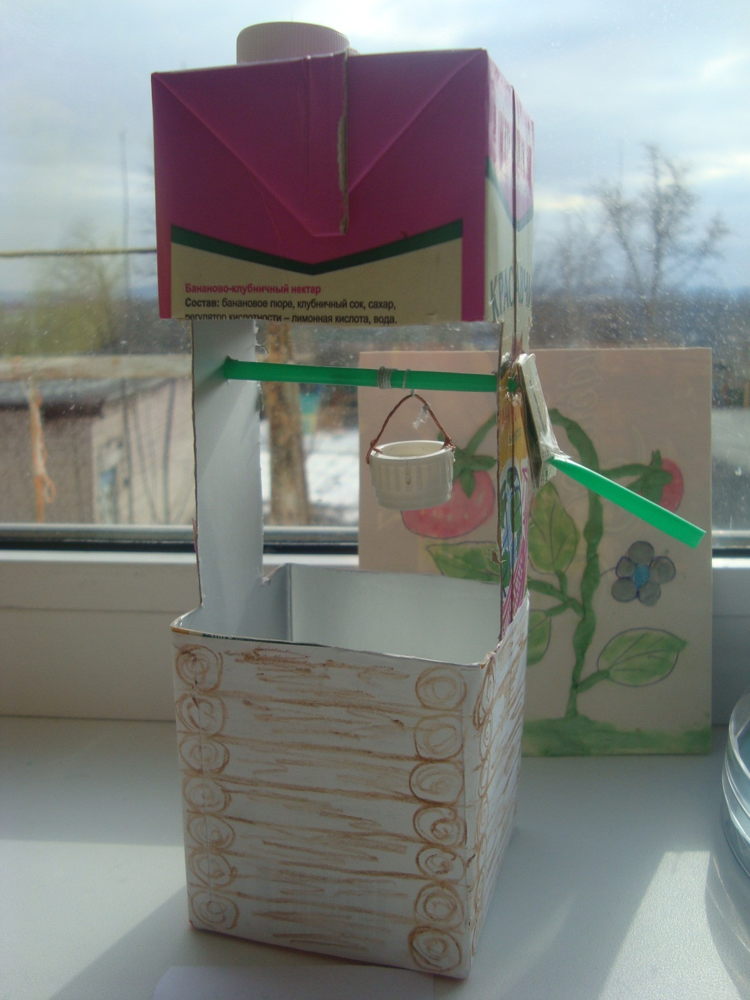 Бананово-клубничный нектар
Состав: банановое пюре, клубничный сок, сахар,
регулятор кислотности – лимонная кислота, вода.